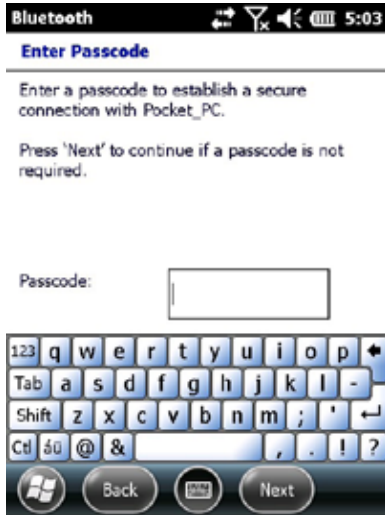 Bluetooth 5:03
Enter Passcode
Enter a passcode to establish a secure
connection with Pocket_PC.
Press 'Next' to continue if a passcode is not
required.
Passcode:
123 q w e r t y u i o p
Tab a s d f g h j k l -
Shift z x c v b n m ; '
Ctl áü @ & , . ! ?
Back Next